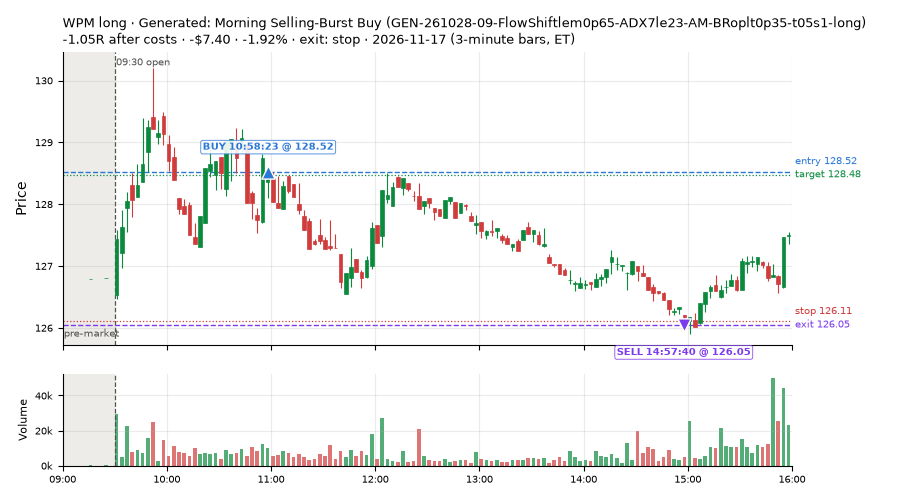 WPM long · Generated: Morning Selling-Burst Buy (GEN-261028-09-FlowShiftlem0p65-ADX7le23-AM-BRoplt0p35-t05s1-long)
-1.05R after costs · -$7.40 · -1.92% · exit: stop · 2026-11-17 (3-minute bars, ET)
09:30 open
130
129
128
127
126
Price
BUY 10:58:23 @ 128.52
entry 128.52
target 128.48
stop 126.11
exit 126.05
pre-market
SELL 14:57:40 @ 126.05
40k
20k
0k
Volume
09:00
10:00
11:00
12:00
13:00
14:00
15:00
16:00